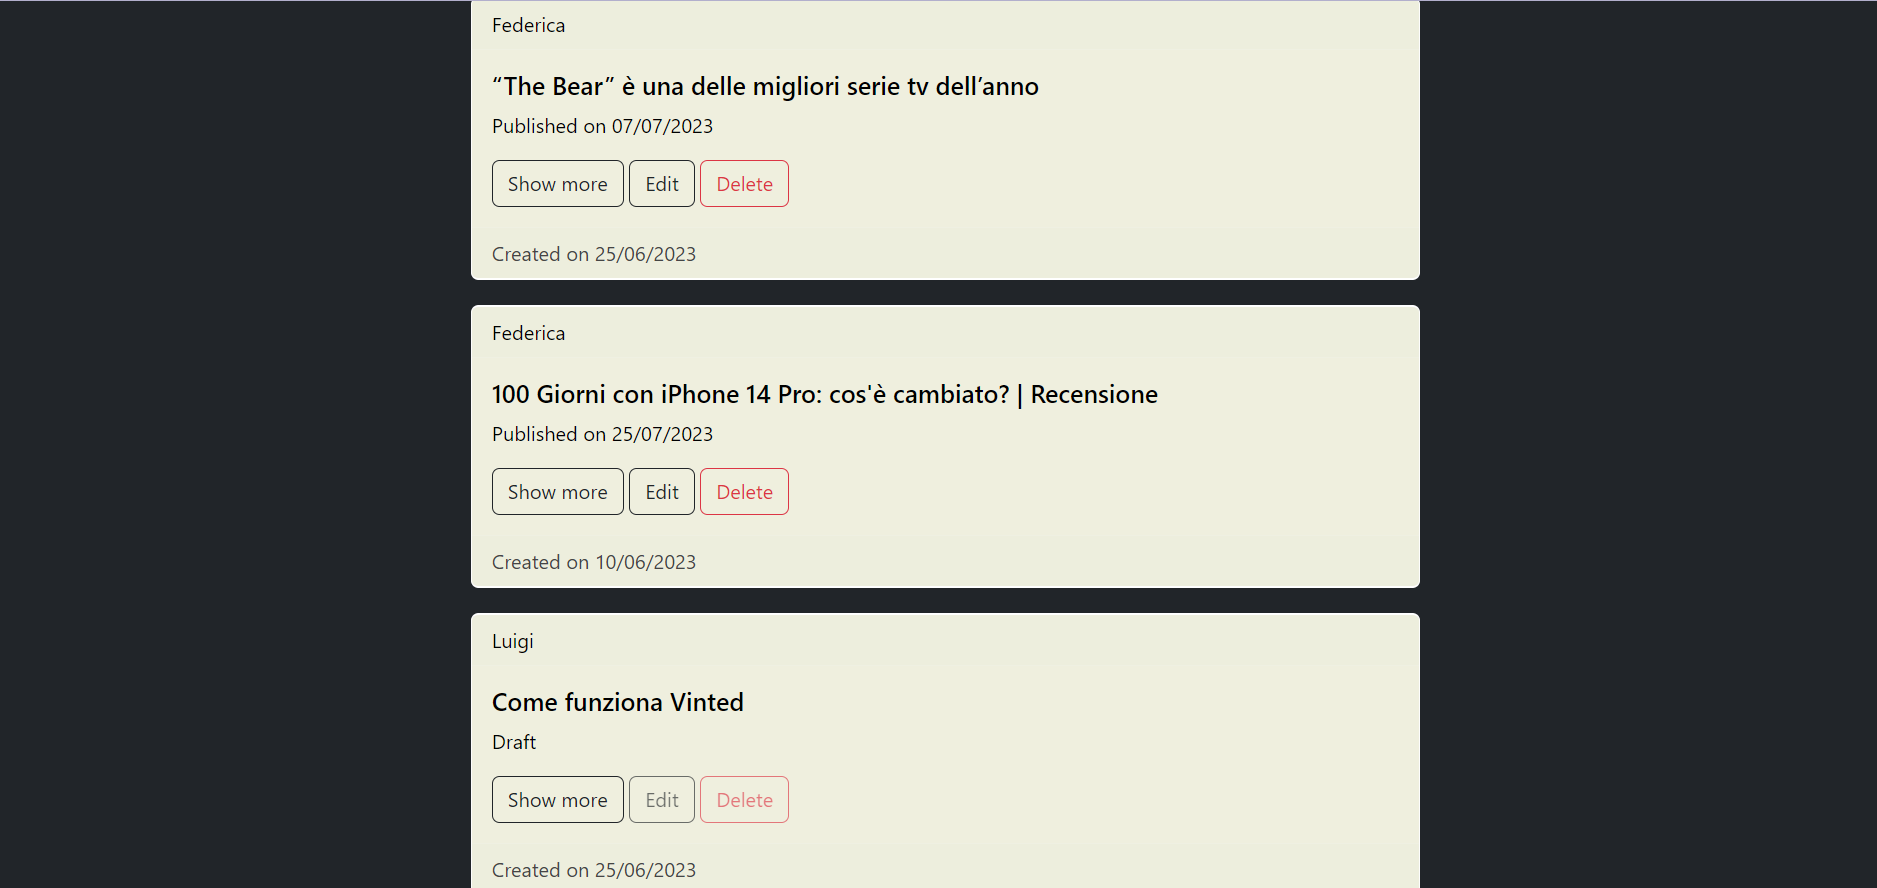 Federica
“The Bear” è una delle migliori serie tv dell’anno
Published on 07/07/2023
Show more Edit Delete
Created on 25/06/2023
Federica
100 Giorni con iPhone 14 Pro: cos'è cambiato? | Recensione
Published on 25/07/2023
Show more Edit Delete
Created on 10/06/2023
Luigi
Come funziona Vinted
Draft
Show more Edit Delete
Created on 25/06/2023